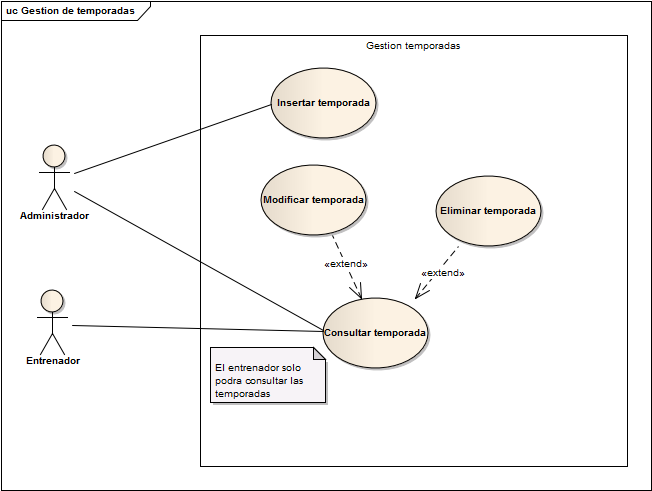 uc Gestion de temporadas
Gestion temporadas
Insertar temporada
Modificar temporada
Eliminar temporada
Administrador
«extend»
«extend»
Consultar temporada
Entrenador
El entrenador solo
podra consultar las
temporadas